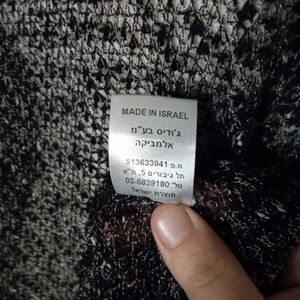 MADE IN ISRAEL
ג'ודיס בע"מ
אלמביקה
ח.פ 513633941
תל גיבורים 5, ת"א
טל: 03-6839180
תוצרת ישראל